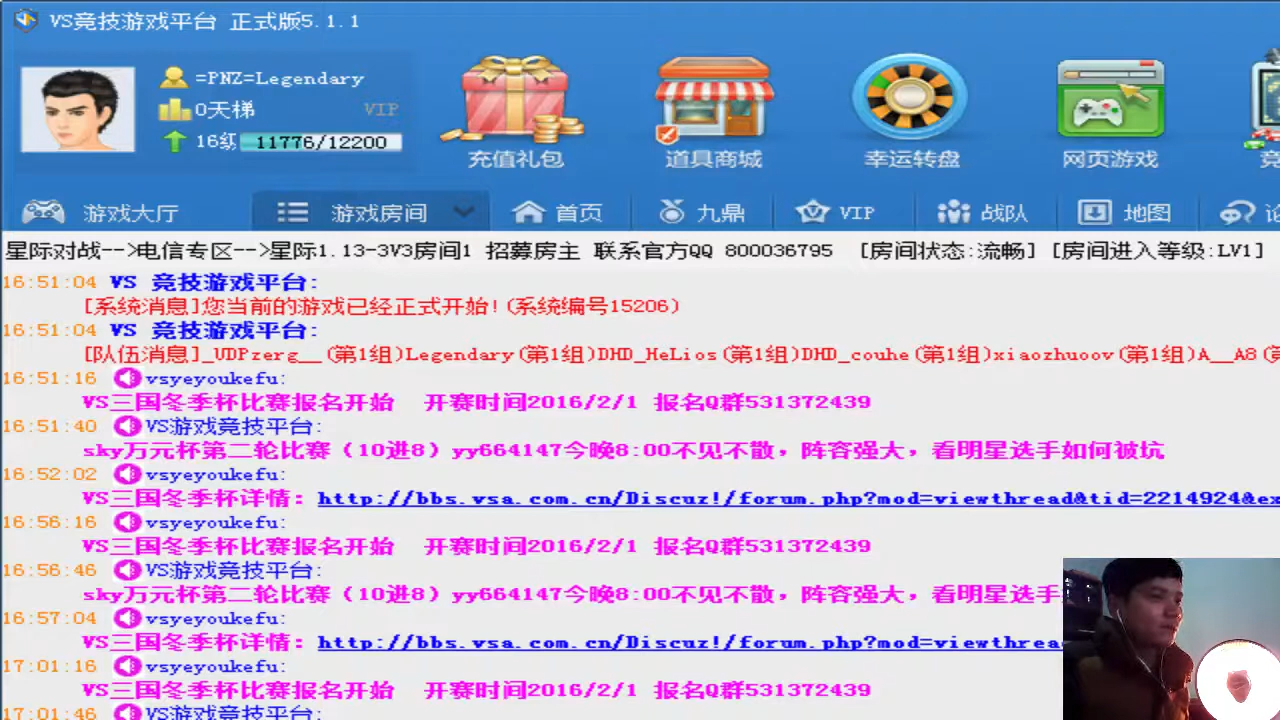 VS竞技游戏平台 正式版5.1.1
=PNZ=Legendary
0天梯 VIP
16级 11776/12200
充值礼包 道具商城 幸运转盘 网页游戏 竞
游戏大厅 游戏房间 首页 九鼎 VIP 战队 地图 论
星际对战-->电信专区-->星际1.13-3V3房间1 招募房主 联系官方QQ 800036795 [房间状态:流畅] [房间进入等级:LV1]
16:51:04 VS 竞技游戏平台:
[系统消息]您当前的游戏已经正式开始!(系统编号15206)
16:51:04 VS 竞技游戏平台:
[队伍消息]_UDPzerg__(第1组)Legendary(第1组)DHD_HeLios(第1组)DHD_couhe(第1组)xiaozhuoov(第1组)A__A8(第
16:51:16 vsyeyoukefu:
VS三国冬季杯比赛报名开始 开赛时间2016/2/1 报名Q群531372439
16:51:40 VS游戏竞技平台:
sky万元杯第二轮比赛（10进8）yy664147今晚8:00不见不散，阵容强大，看明星选手如何被坑
16:52:02 vsyeyoukefu:
VS三国冬季杯详情: http://bbs.vsa.com.cn/Discuz!/forum.php?mod=viewthread&tid=2214924&ex
16:56:16 vsyeyoukefu:
VS三国冬季杯比赛报名开始 开赛时间2016/2/1 报名Q群531372439
16:56:46 VS游戏竞技平台:
sky万元杯第二轮比赛（10进8）yy664147今晚8:00不见不散，阵容强大，看明星选手
16:57:04 vsyeyoukefu:
VS三国冬季杯详情: http://bbs.vsa.com.cn/Discuz!/forum.php?mod=viewthrea
17:01:16 vsyeyoukefu:
VS三国冬季杯比赛报名开始 开赛时间2016/2/1 报名Q群531372439
17:01:46 VS游戏竞技平台: